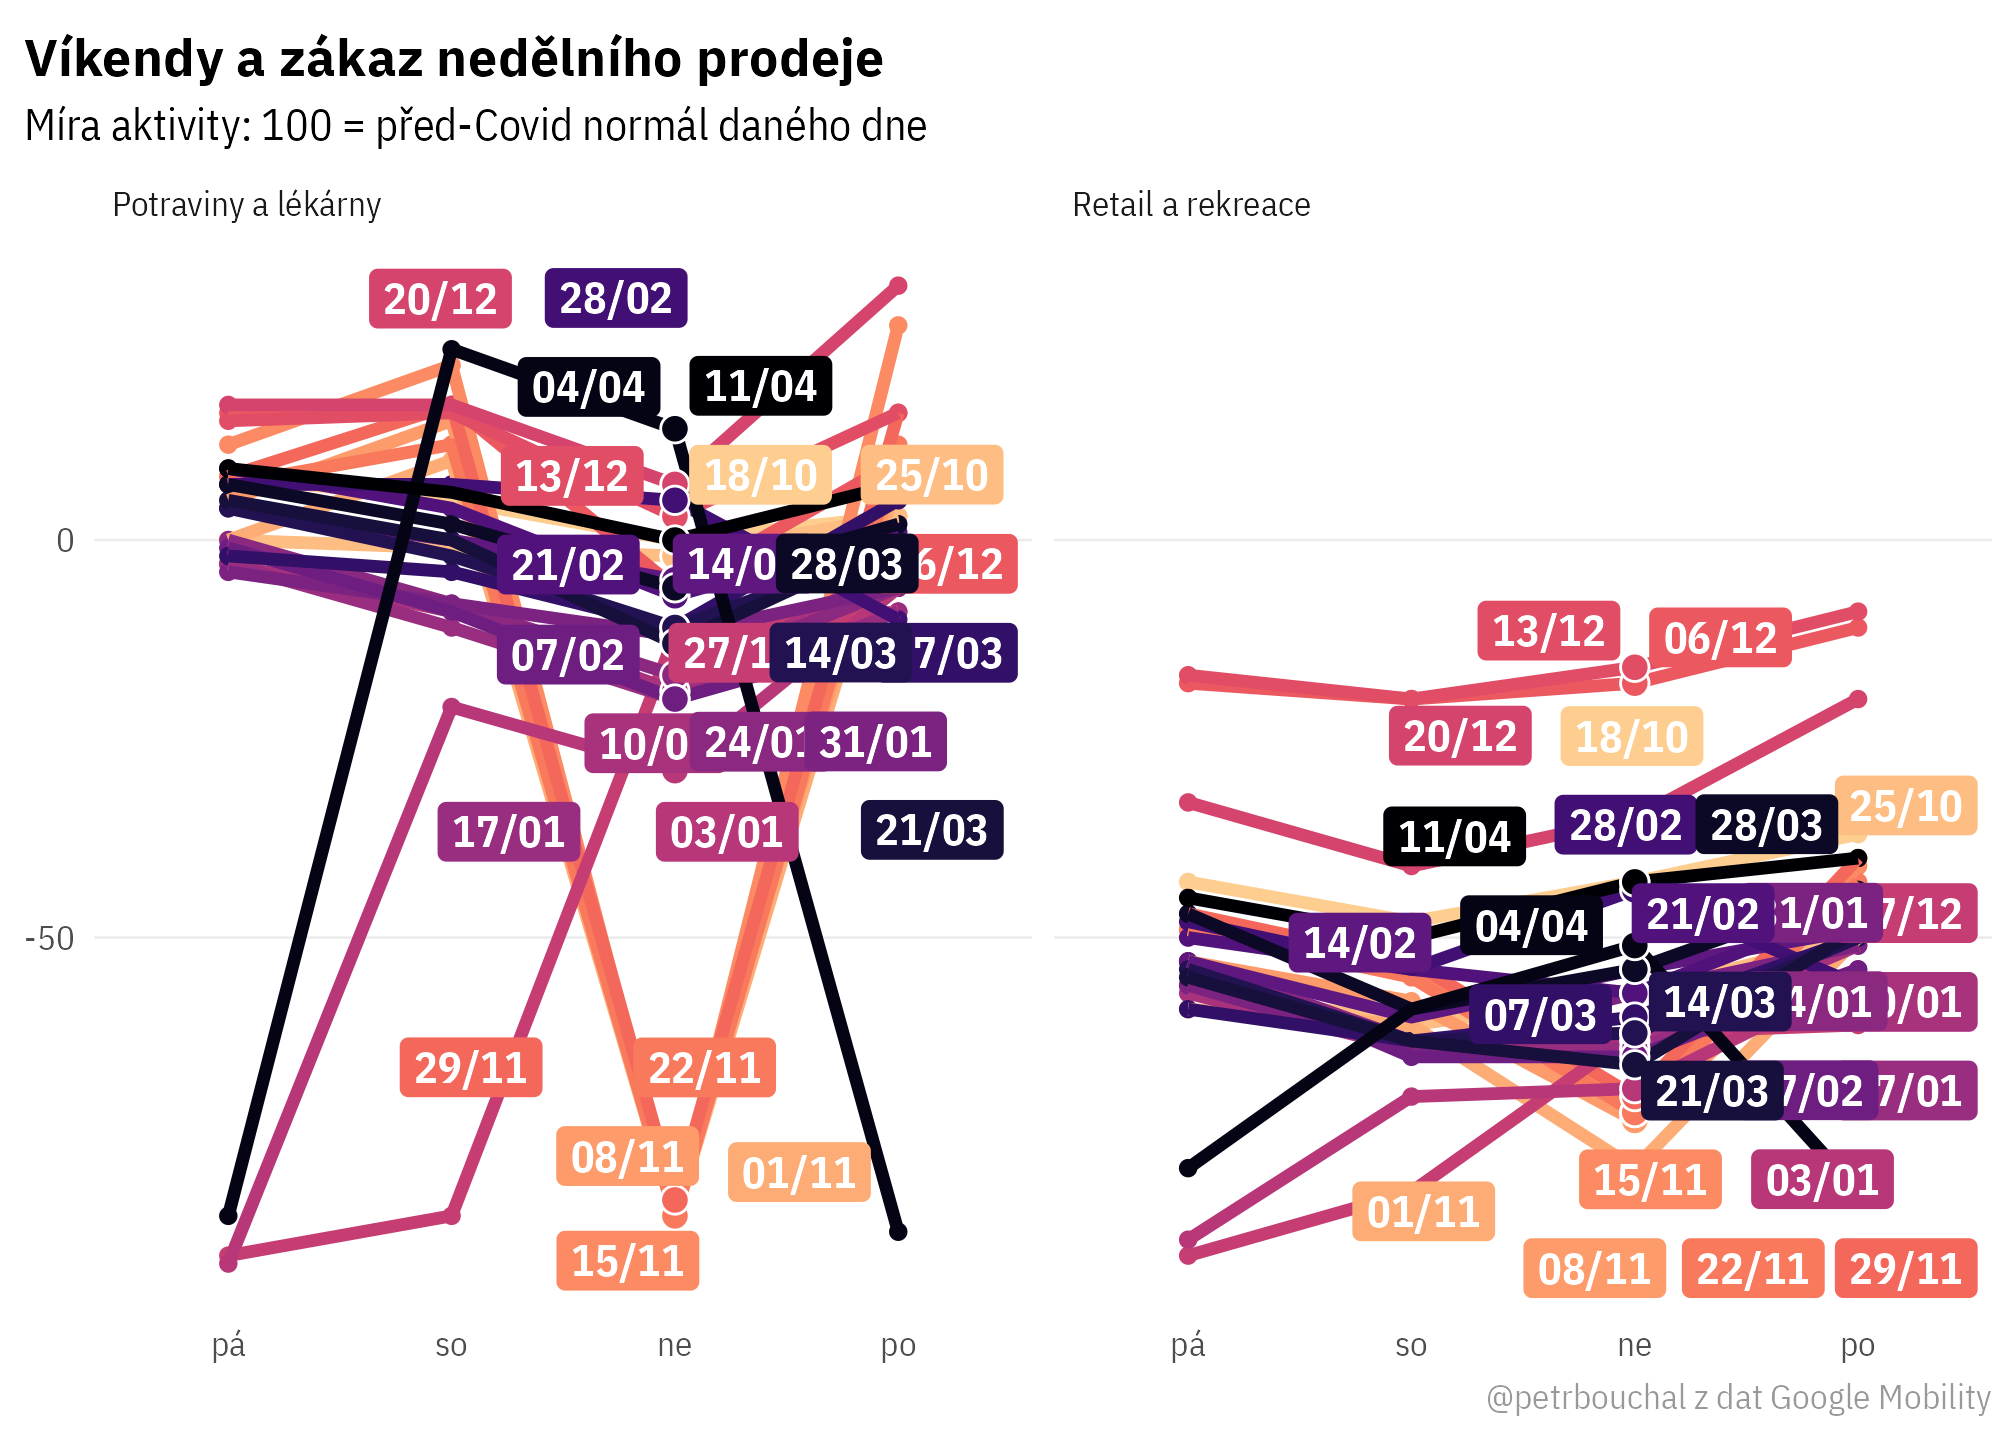 Víkendy a zákaz nedělního prodeje
Míra aktivity: 100 = před-Covid normál daného dne
Potraviny a lékárny
20/12 28/02
04/04 11/04
13/12 18/10 25/10
0
21/02 14/0 28/03 6/12
07/02 27/1 14/03 7/03
10/0 24/01 31/01
17/01 03/01 21/03
-50
29/11 22/11
08/11 01/11
15/11
pá so ne po
Retail a rekreace
13/12 06/12
20/12 18/10
25/10
11/04 28/02 28/03
14/02 04/04 21/02 1/01 7/12
07/03 14/03 4/01 0/01
21/03 7/02 7/01
15/11 03/01
01/11
08/11 22/11 29/11
pá so ne po
@petrbouchal z dat Google Mobility